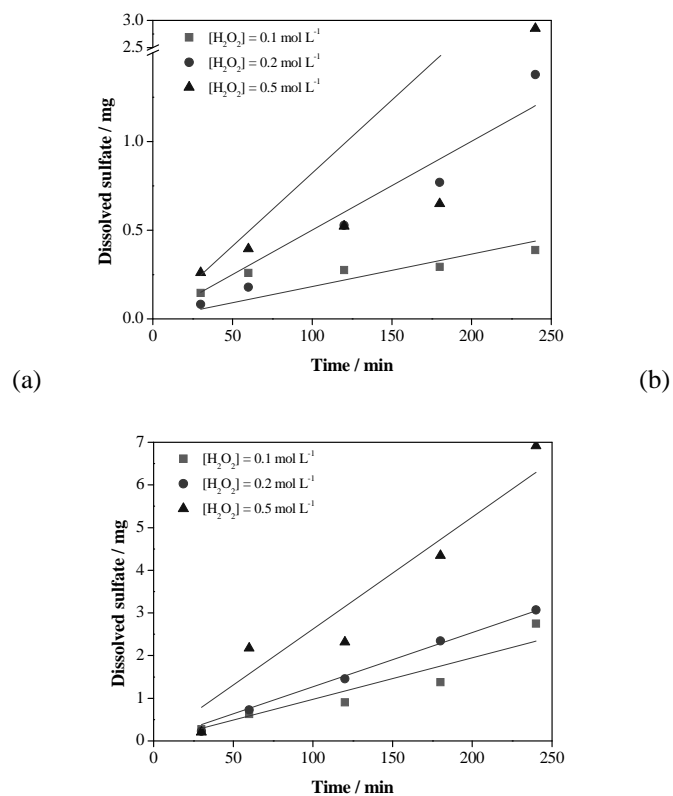 3.0
2.5
1.0
0.5
0.0
Dissolved sulfate / mg
[H₂O₂] = 0.1 mol L⁻¹
[H₂O₂] = 0.2 mol L⁻¹
[H₂O₂] = 0.5 mol L⁻¹
0 50 100 150 200 250
Time / min
(a) (b)
7
6
5
4
3
2
1
0
Dissolved sulfate / mg
[H₂O₂] = 0.1 mol L⁻¹
[H₂O₂] = 0.2 mol L⁻¹
[H₂O₂] = 0.5 mol L⁻¹
0 50 100 150 200 250
Time / min